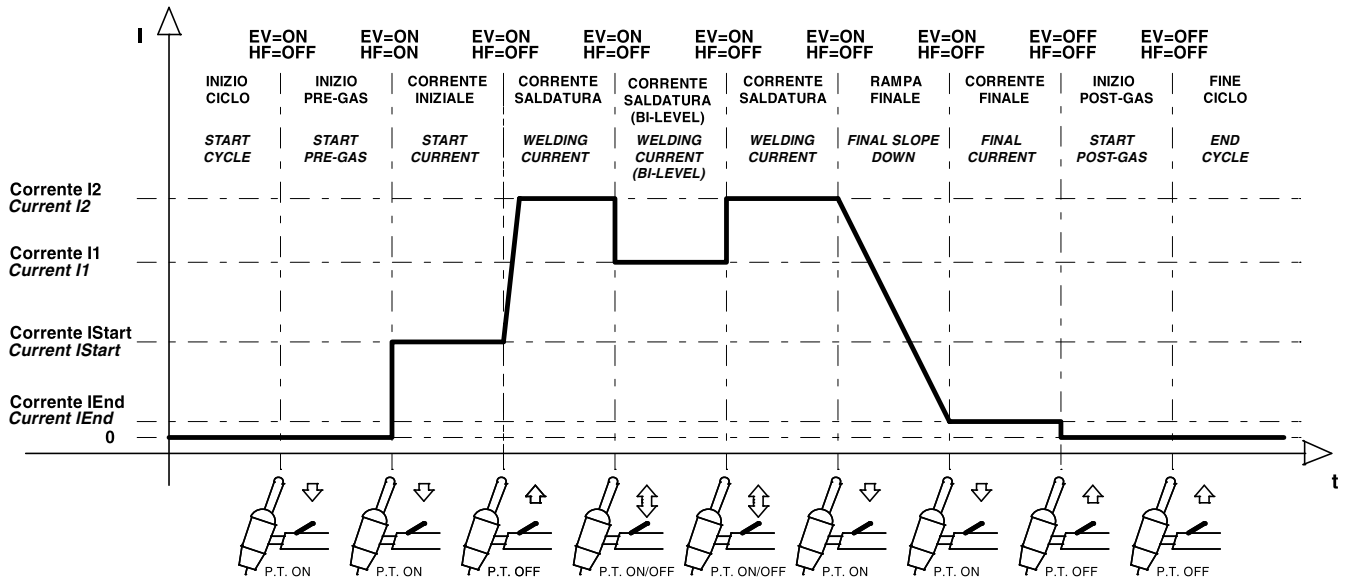 I
EV=ON EV=ON EV=ON EV=ON EV=ON EV=ON EV=ON EV=OFF EV=OFF
HF=OFF HF=ON HF=OFF HF=OFF HF=OFF HF=OFF HF=OFF HF=OFF HF=OFF
INIZIO CICLO
START CYCLE
INIZIO PRE-GAS
START PRE-GAS
CORRENTE INIZIALE
START CURRENT
CORRENTE SALDATURA
WELDING CURRENT
CORRENTE SALDATURA (BI-LEVEL)
WELDING CURRENT (BI-LEVEL)
CORRENTE SALDATURA
WELDING CURRENT
RAMPA FINALE
FINAL SLOPE DOWN
CORRENTE FINALE
FINAL CURRENT
INIZIO POST-GAS
START POST-GAS
FINE CICLO
END CYCLE
Corrente I2
Current I2
Corrente I1
Current I1
Corrente IStart
Current IStart
Corrente IEnd
Current IEnd
0
t
P.T. ON P.T. ON P.T. OFF P.T. ON/OFF P.T. ON/OFF P.T. ON P.T. ON P.T. OFF P.T. OFF